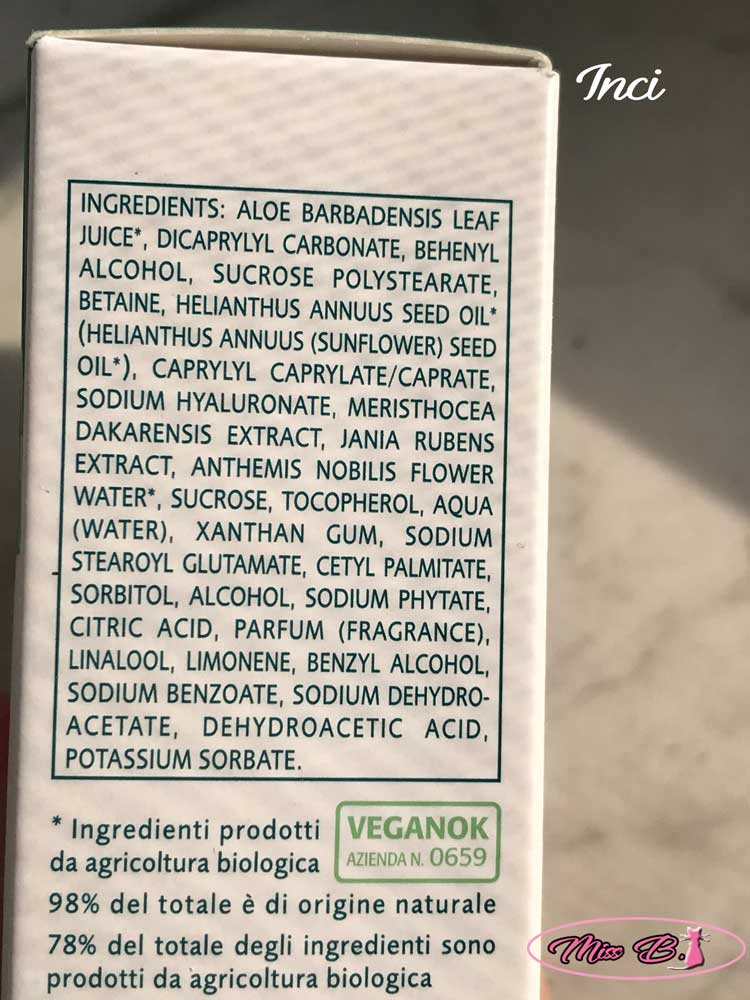 Inci
INGREDIENTS: ALOE BARBADENSIS LEAF
JUICE*, DICAPRYLYL CARBONATE, BEHENYL
ALCOHOL, SUCROSE POLYSTEARATE,
BETAINE, HELIANTHUS ANNUUS SEED OIL*
(HELIANTHUS ANNUUS (SUNFLOWER) SEED
OIL*), CAPRYLYL CAPRYLATE/CAPRATE,
SODIUM HYALURONATE, MERISTHOCEA
DAKARENSIS EXTRACT, JANIA RUBENS
EXTRACT, ANTHEMIS NOBILIS FLOWER
WATER*, SUCROSE, TOCOPHEROL, AQUA
(WATER), XANTHAN GUM, SODIUM
STEAROYL GLUTAMATE, CETYL PALMITATE,
SORBITOL, ALCOHOL, SODIUM PHYTATE,
CITRIC ACID, PARFUM (FRAGRANCE),
LINALOOL, LIMONENE, BENZYL ALCOHOL,
SODIUM BENZOATE, SODIUM DEHYDRO-
ACETATE, DEHYDROACETIC ACID,
POTASSIUM SORBATE.
* Ingredienti prodotti
da agricoltura biologica
VEGANOK
AZIENDA N. 0659
98% del totale è di origine naturale
78% del totale degli ingredienti sono
prodotti da agricoltura biologica
Miss B.